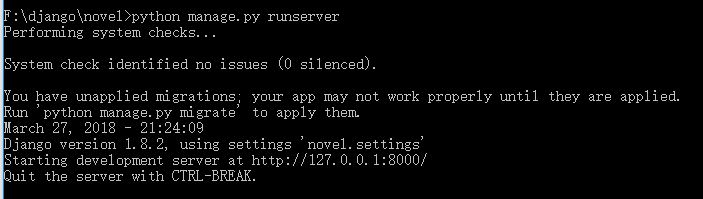 F:\django\novel>python manage.py runserver
Performing system checks...
System check identified no issues (0 silenced).
You have unapplied migrations; your app may not work properly until they are applied.
Run 'python manage.py migrate' to apply them.
March 27, 2018 - 21:24:09
Django version 1.8.2, using settings 'novel.settings'
Starting development server at http://127.0.0.1:8000/
Quit the server with CTRL-BREAK.